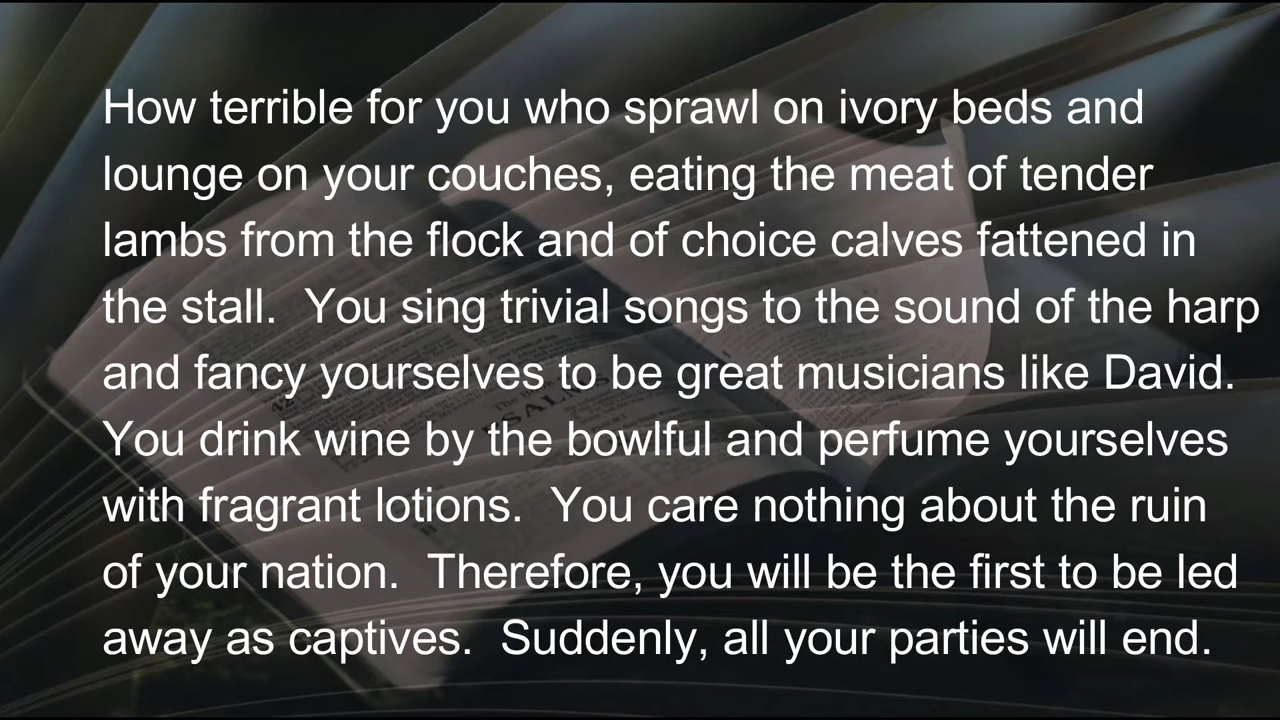 How terrible for you who sprawl on ivory beds and
lounge on your couches, eating the meat of tender
lambs from the flock and of choice calves fattened in
the stall.  You sing trivial songs to the sound of the harp
and fancy yourselves to be great musicians like David.
You drink wine by the bowlful and perfume yourselves
with fragrant lotions.  You care nothing about the ruin
of your nation.  Therefore, you will be the first to be led
away as captives.  Suddenly, all your parties will end.